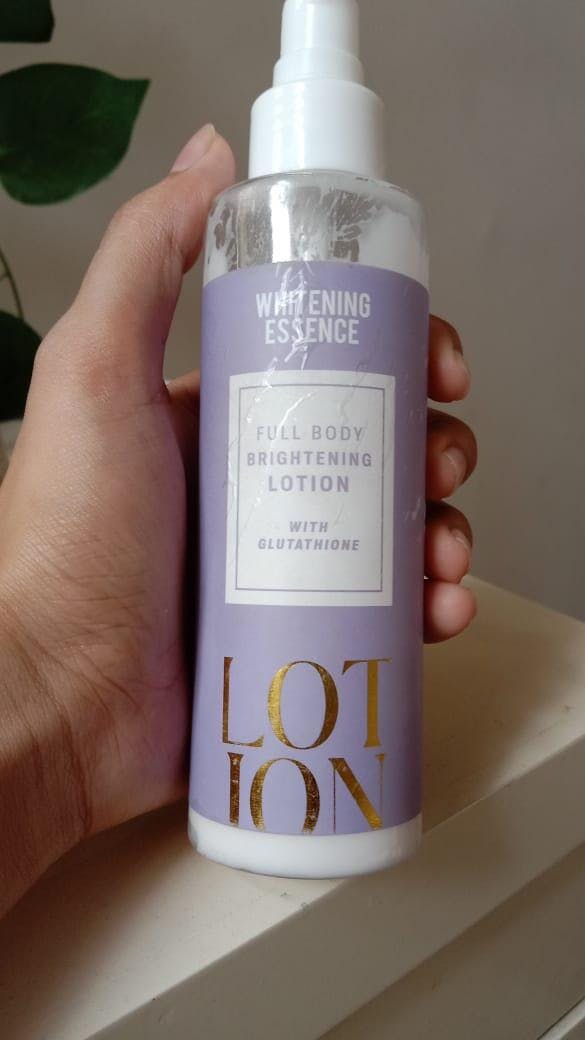 WHITENING
ESSENCE
FULL BODY
BRIGHTENING
LOTION
WITH
GLUTATHIONE
LOT
ION